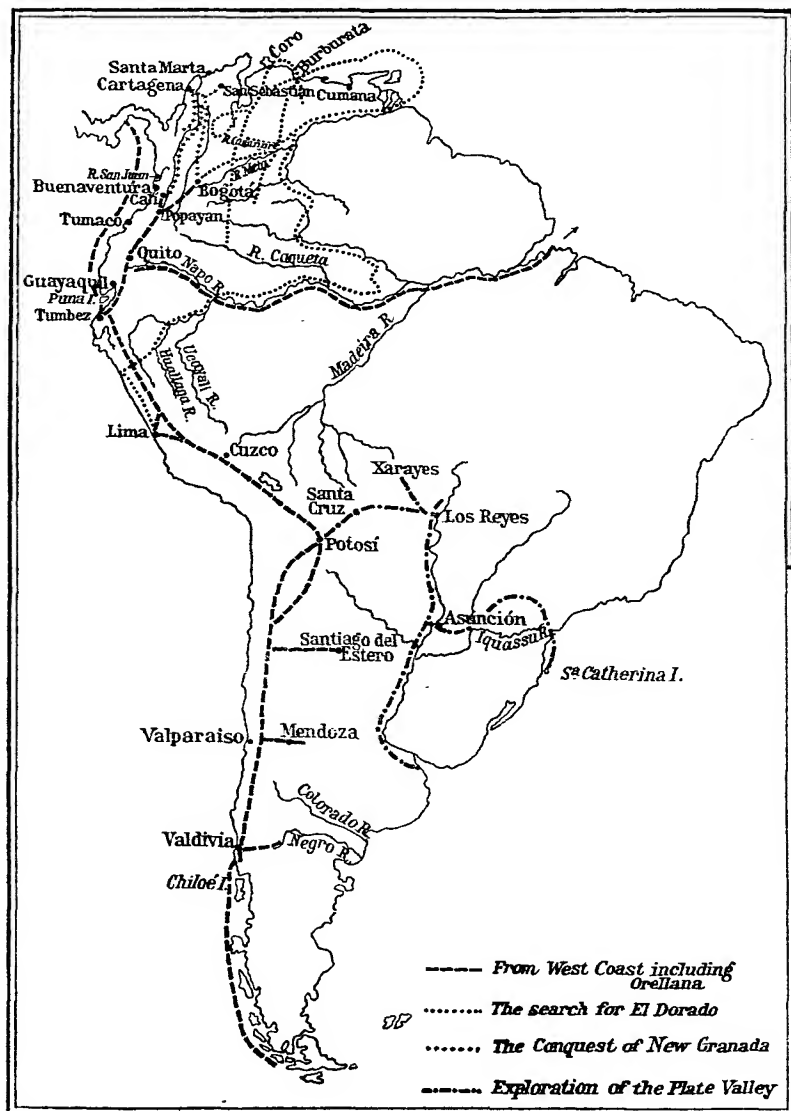 Coro
Burburata
Santa Marta
Cartagena
San Sebastian
Cumana
R. Casanare
R. Meta
R. San Juan
Buenaventura
Cali
Bogotá
Popayan
Tumaco
Quito
R. Caqueta
Napo R.
Guayaquil
Puna I.
Tumbez
Madeira R.
Ucayali R.
Huallaga R.
Lima
Cuzco
Xarayes
Santa
Cruz
Los Reyes
Potosí
Asunción
Iquassu R.
Santiago del
Estero
Sª Catherina I.
Valparaiso
Mendoza
Colorado R.
Valdivia
Negro R.
Chiloé I.
From West Coast including
Orellana
The search for El Dorado
The Conquest of New Granada
Exploration of the Plate Valley